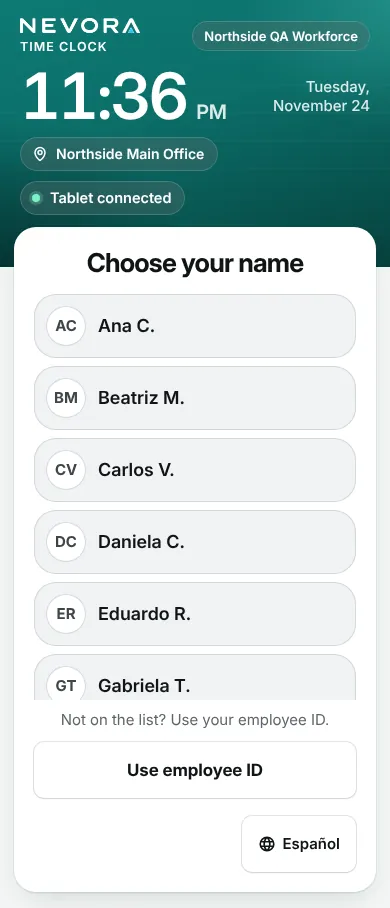 NEVORA
TIME CLOCK
Northside QA Workforce
11:36 PM
Tuesday,
November 24
Northside Main Office
Tablet connected
Choose your name
AC Ana C.
BM Beatriz M.
CV Carlos V.
DC Daniela C.
ER Eduardo R.
GT Gabriela T.
Not on the list? Use your employee ID.
Use employee ID
Español